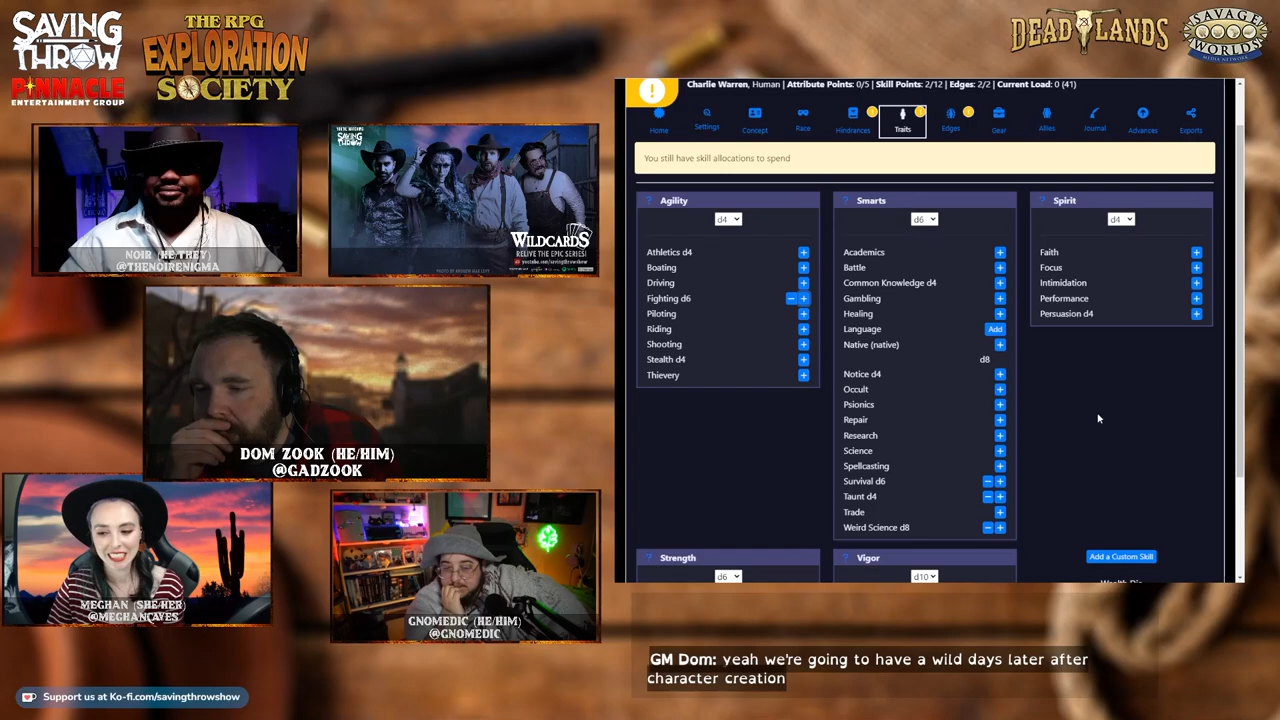 SAVING
THROW
PINNACLE
ENTERTAINMENT GROUP
THE RPG
EXPLORATION
SOCIETY
DEADLANDS
SAVAGE
WORLDS
MEDIA NETWORK
NOIR (HE/THEY)
@THENOIRENIGMA
SAVING
THROW
WILDCARDS
RELIVE THE EPIC SERIES!
DOM ZOOK (HE/HIM)
@GADZOOK
MEGHAN (SHE/HER)
@MEGHANCAVES
GNOMEDIC (HE/HIM)
@GNOMEDIC
Support us at Ko-fi.com/savingthrowshow
Charlie Warren, Human | Attribute Points: 0/5 | Skill Points: 2/12 | Edges: 2/2 | Current Load: 0 (41)
Home
Settings
Concept
Race
Hindrances
Traits
Edges
Gear
Allies
Journal
Advances
Exports
You still have skill allocations to spend
? Agility
d4
Athletics d4
Boating
Driving
Fighting d6
Piloting
Riding
Shooting
Stealth d4
Thievery
? Smarts
d6
Academics
Battle
Common Knowledge d4
Gambling
Healing
Language Add
Native (native)
d8
Notice d4
Occult
Psionics
Repair
Research
Science
Spellcasting
Survival d6
Taunt d4
Trade
Weird Science d8
? Spirit
d4
Faith
Focus
Intimidation
Performance
Persuasion d4
? Strength
d6
? Vigor
d10
Add a Custom Skill
Wealth Die
GM Dom: yeah we're going to have a wild days later after
character creation